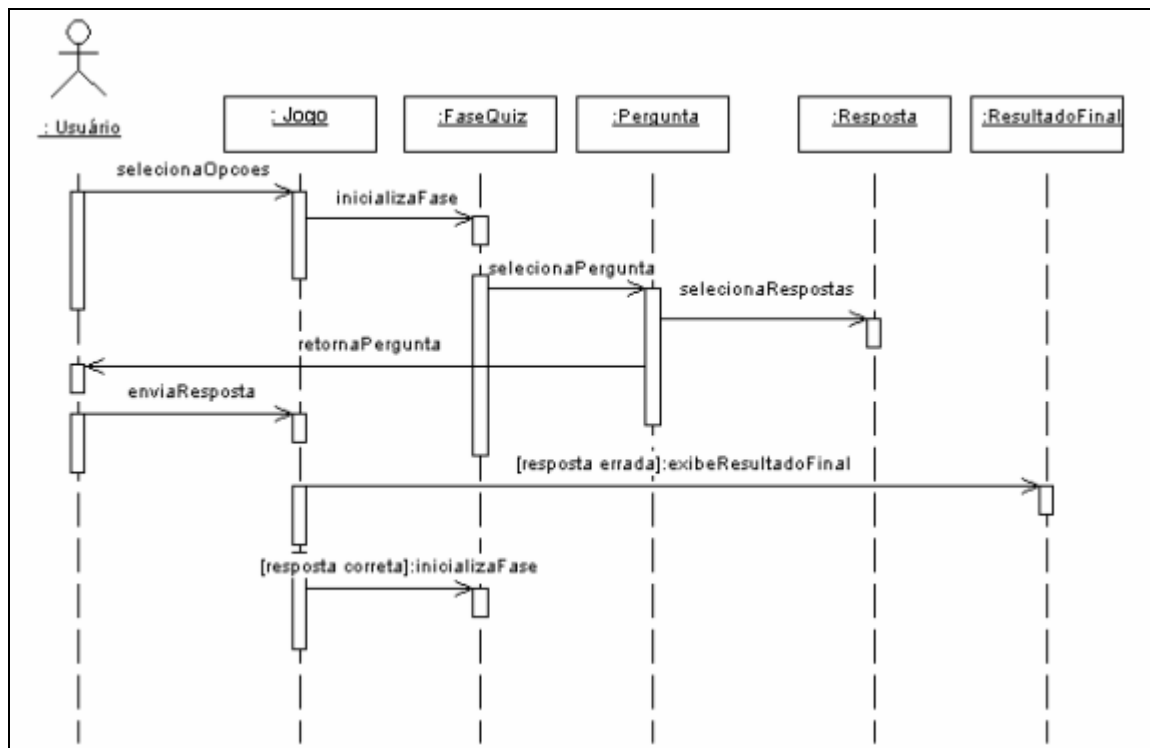 : Usuário
: Jogo
:FaseQuiz
:Pergunta
:Resposta
:ResultadoFinal
selecionaOpcoes
inicializaFase
selecionaPergunta
selecionaRespostas
retornaPergunta
enviaResposta
[resposta errada]:exibeResultadoFinal
[resposta correta]:inicializaFase